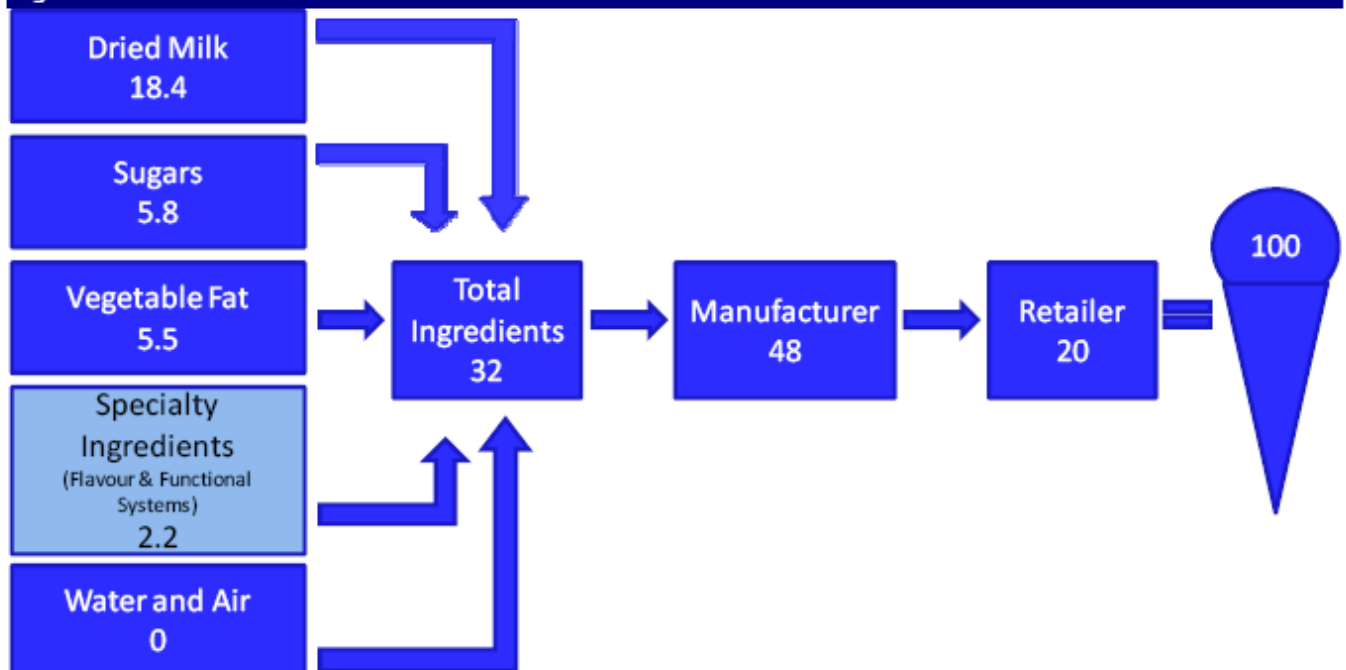 Dried Milk
18.4
Sugars
5.8
Vegetable Fat
5.5
Specialty
Ingredients
(Flavour & Functional
Systems)
2.2
Water and Air
0
Total
Ingredients
32
Manufacturer
48
Retailer
20
100